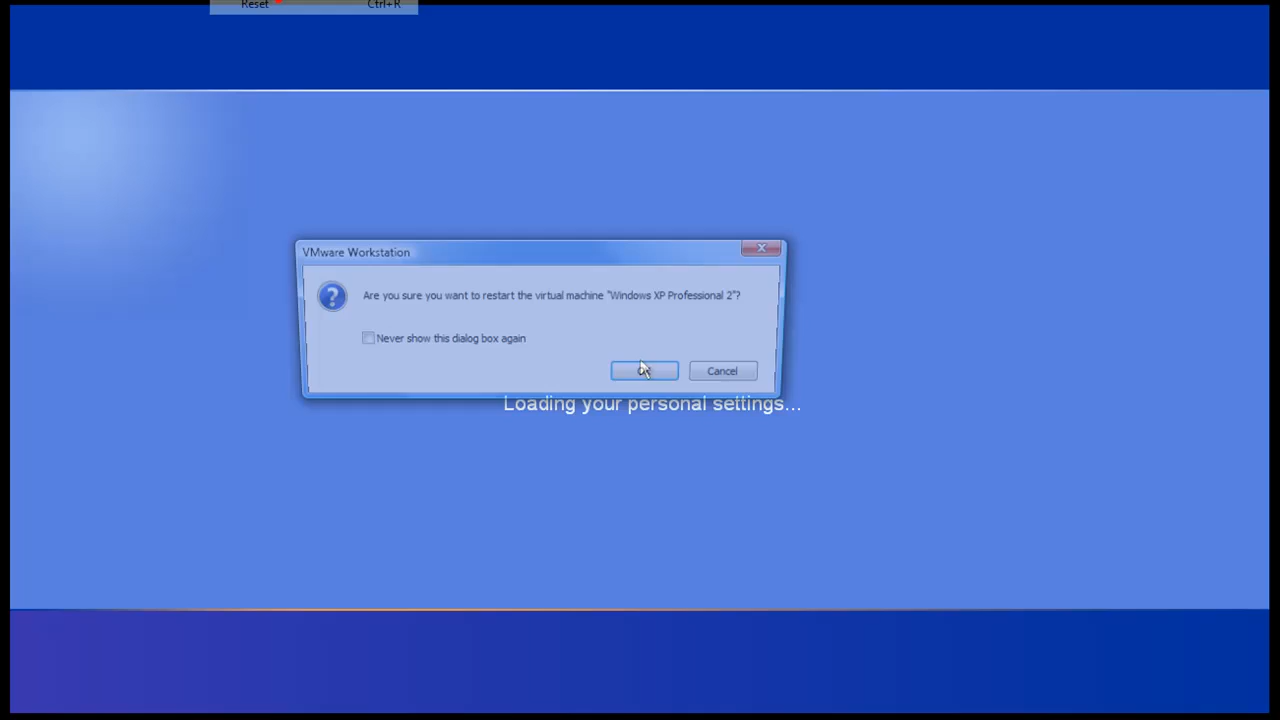 Reset Ctrl+R
VMware Workstation
Are you sure you want to restart the virtual machine "Windows XP Professional 2"?
Never show this dialog box again
Cancel
Loading your personal settings...